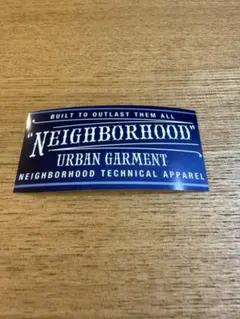 BUILT TO OUTLAST THEM ALL
"NEIGHBORHOOD"
URBAN GARMENT
NEIGHBORHOOD TECHNICAL APPAREL